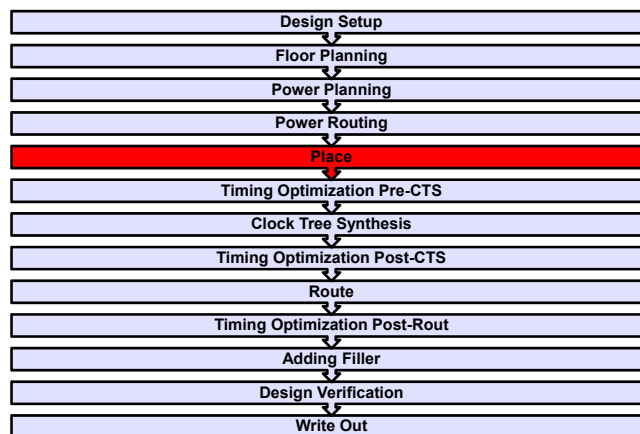 Design Setup
Floor Planning
Power Planning
Power Routing
Place
Timing Optimization Pre-CTS
Clock Tree Synthesis
Timing Optimization Post-CTS
Route
Timing Optimization Post-Rout
Adding Filler
Design Verification
Write Out